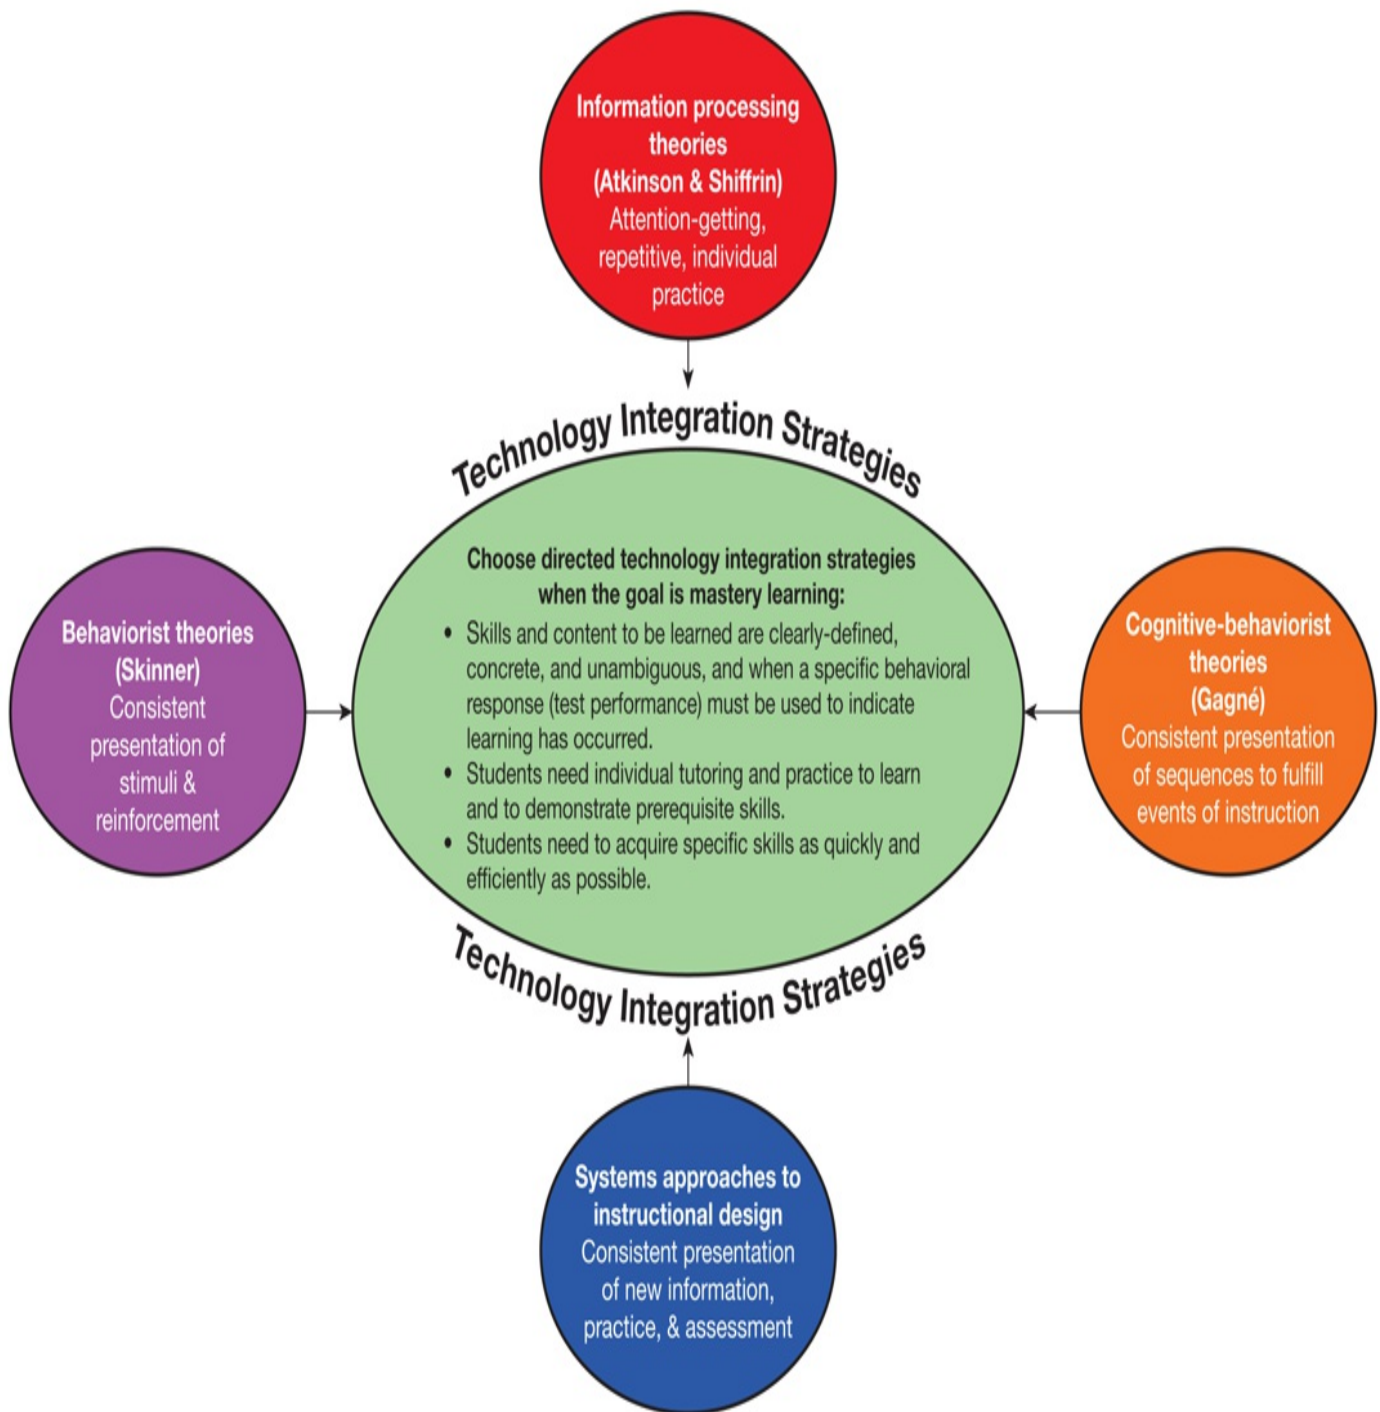 Information processing
theories
(Atkinson & Shiffrin)
Attention-getting,
repetitive, individual
practice
Technology Integration Strategies
Behaviorist theories
(Skinner)
Consistent
presentation of
stimuli &
reinforcement
Choose directed technology integration strategies
when the goal is mastery learning:
• Skills and content to be learned are clearly-defined,
concrete, and unambiguous, and when a specific behavioral
response (test performance) must be used to indicate
learning has occurred.
• Students need individual tutoring and practice to learn
and to demonstrate prerequisite skills.
• Students need to acquire specific skills as quickly and
efficiently as possible.
Cognitive-behaviorist
theories
(Gagné)
Consistent presentation
of sequences to fulfill
events of instruction
Technology Integration Strategies
Systems approaches to
instructional design
Consistent presentation
of new information,
practice, & assessment